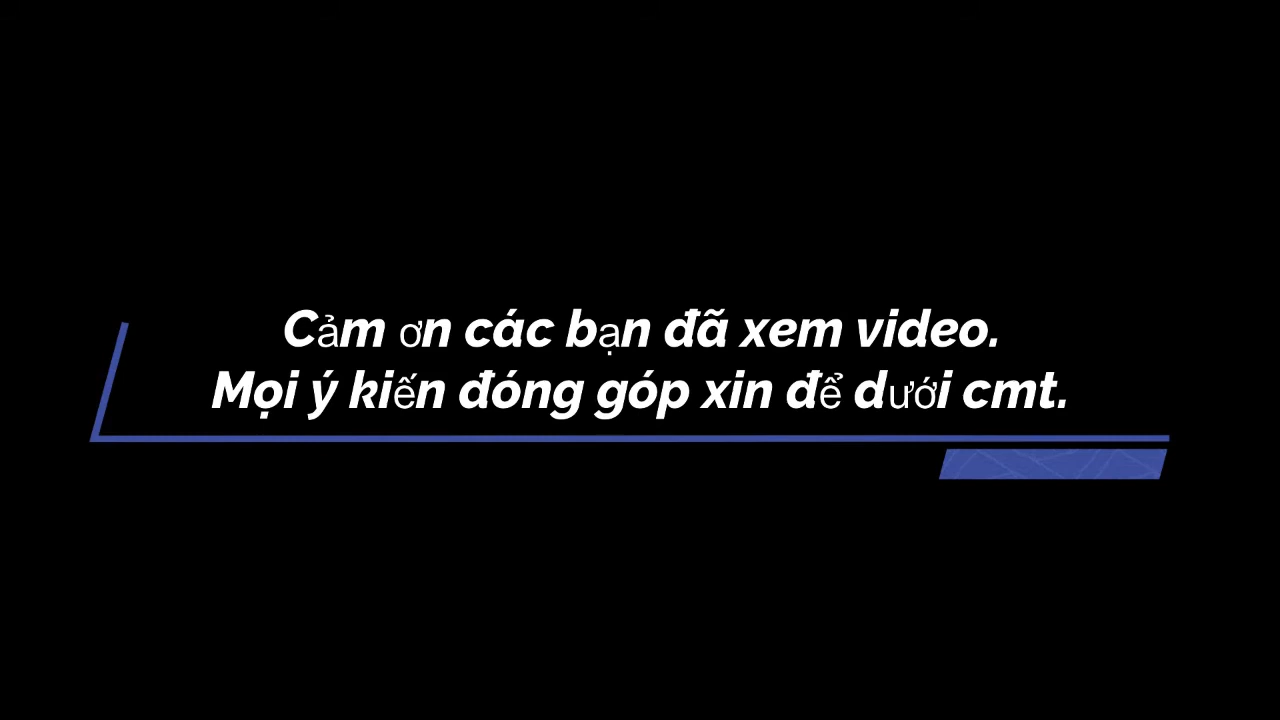 Cảm ơn các bạn đã xem video.
Mọi ý kiến đóng góp xin để dưới cmt.